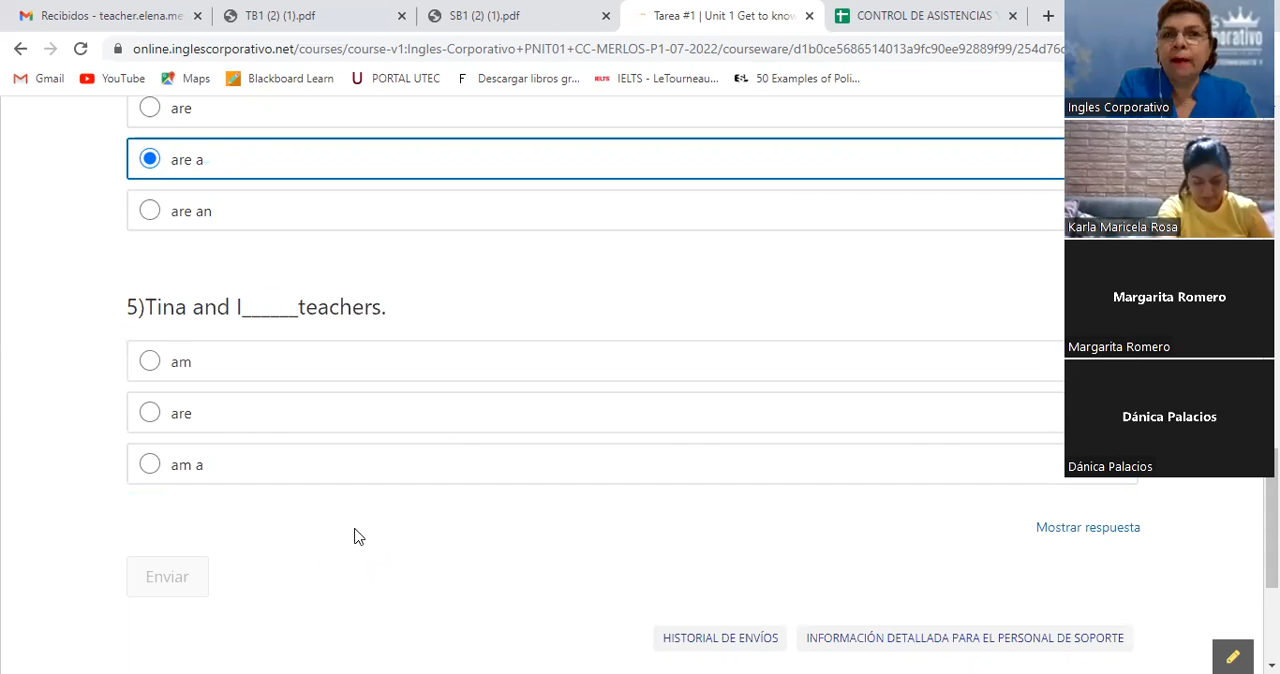 Recibidos - teacher.elena.me
TB1 (2) (1).pdf
SB1 (2) (1).pdf
Tarea #1 | Unit 1 Get to know
CONTROL DE ASISTENCIAS Y
online.inglescorporativo.net/courses/course-v1:Ingles-Corporativo+PNIT01+CC-MERLOS-P1-07-2022/courseware/d1b0ce5686514013a9fc90ee92889f99/254d76c
Gmail
YouTube
Maps
Blackboard Learn
PORTAL UTEC
Descargar libros gr...
IELTS - LeTourneau...
50 Examples of Poli...
are
are a
are an
5)Tina and I______teachers.
am
are
am a
Mostrar respuesta
Enviar
HISTORIAL DE ENVÍOS
INFORMACIÓN DETALLADA PARA EL PERSONAL DE SOPORTE
Ingles Corporativo
Karla Maricela Rosa
Margarita Romero
Margarita Romero
Dánica Palacios
Dánica Palacios